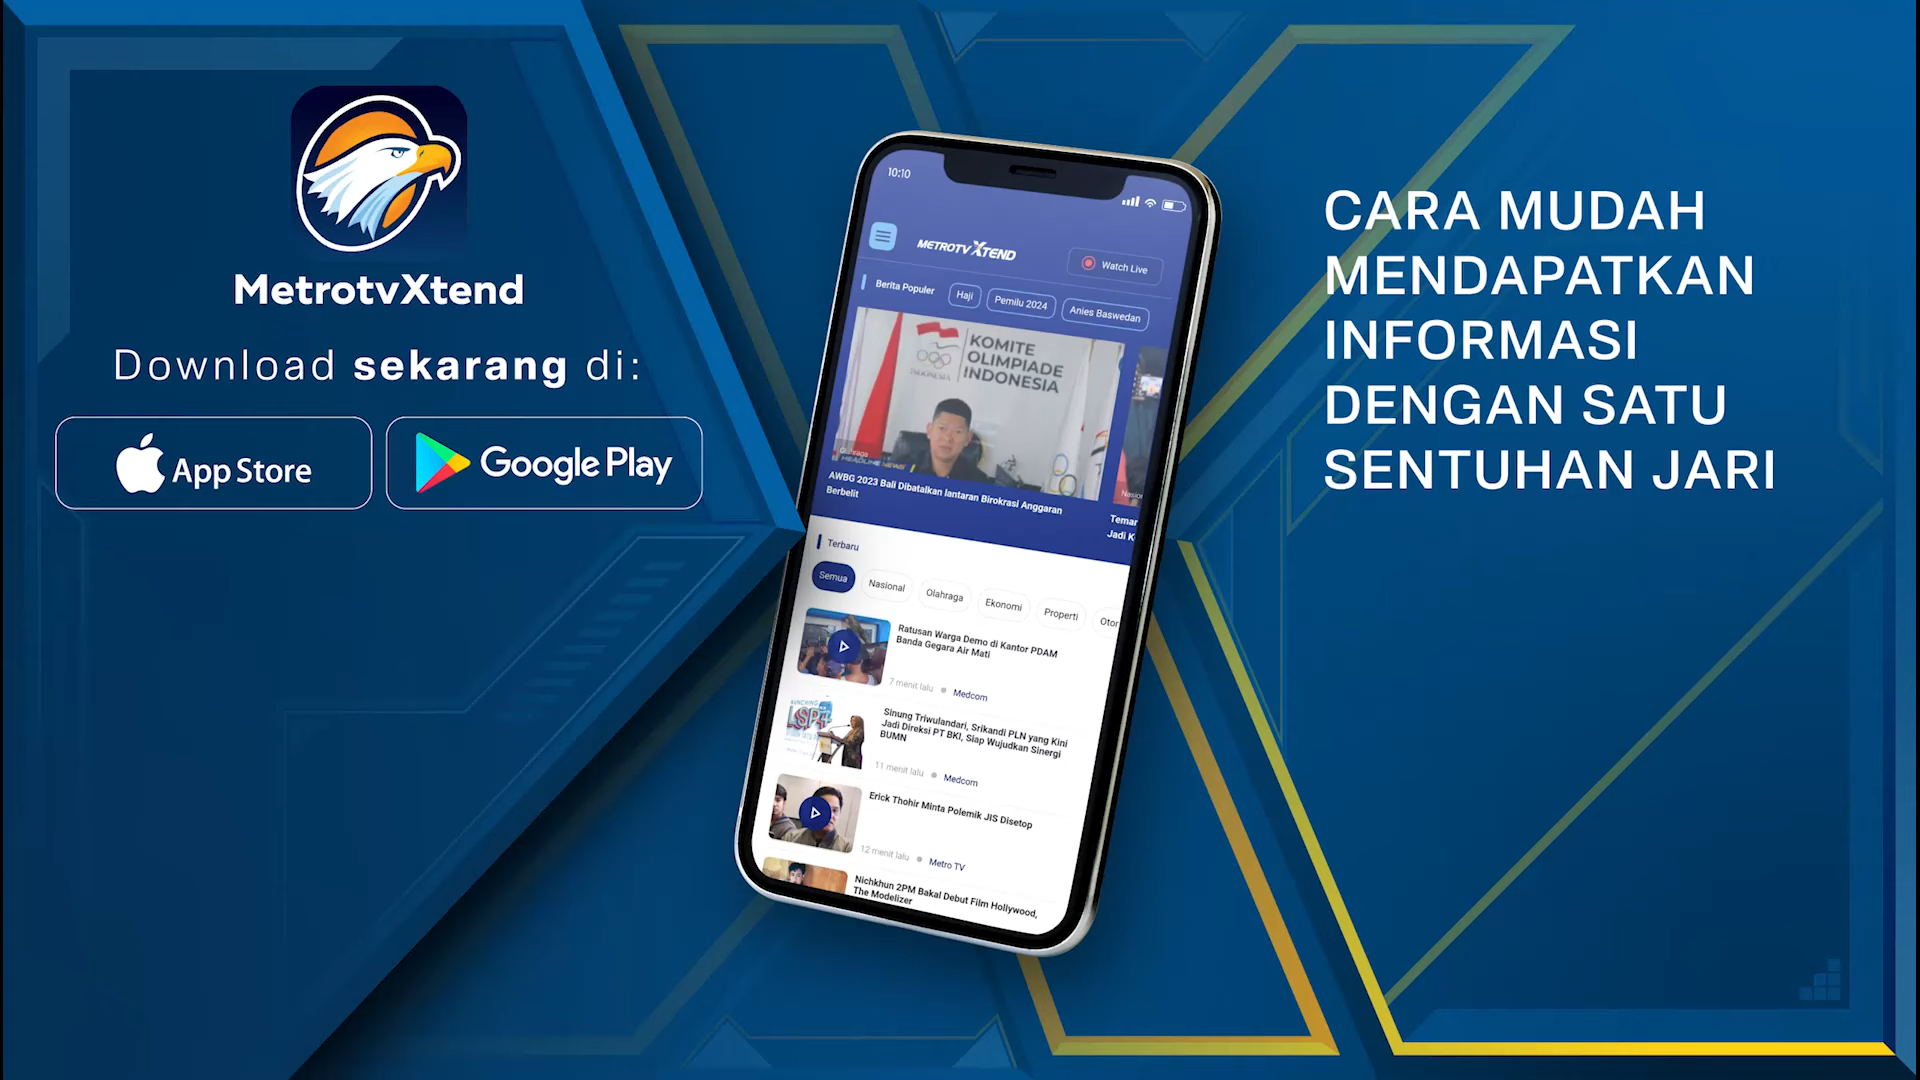 MetrotvXtend
Download sekarang di:
App Store
Google Play
10:10
METROTV XTEND
Watch Live
Berita Populer
Haji
Pemilu 2024
Anies Baswedan
KOMITE
OLIMPIADE
INDONESIA
INDONESIA
Olahraga
HEADLINE NEWS
AWBG 2023 Bali Dibatalkan lantaran Birokrasi Anggaran
Berbelit
Terbaru
Semua
Nasional
Olahraga
Ekonomi
Properti
Otor
Ratusan Warga Demo di Kantor PDAM
Banda Gegara Air Mati
7 menit lalu
Medcom
Sinung Triwulandari, Srikandi PLN yang Kini
Jadi Direksi PT BKI, Siap Wujudkan Sinergi
BUMN
11 menit lalu
Medcom
Erick Thohir Minta Polemik JIS Disetop
12 menit lalu
Metro TV
Nichkhun 2PM Bakal Debut Film Hollywood,
The Modelizer
CARA MUDAH
MENDAPATKAN
INFORMASI
DENGAN SATU
SENTUHAN JARI